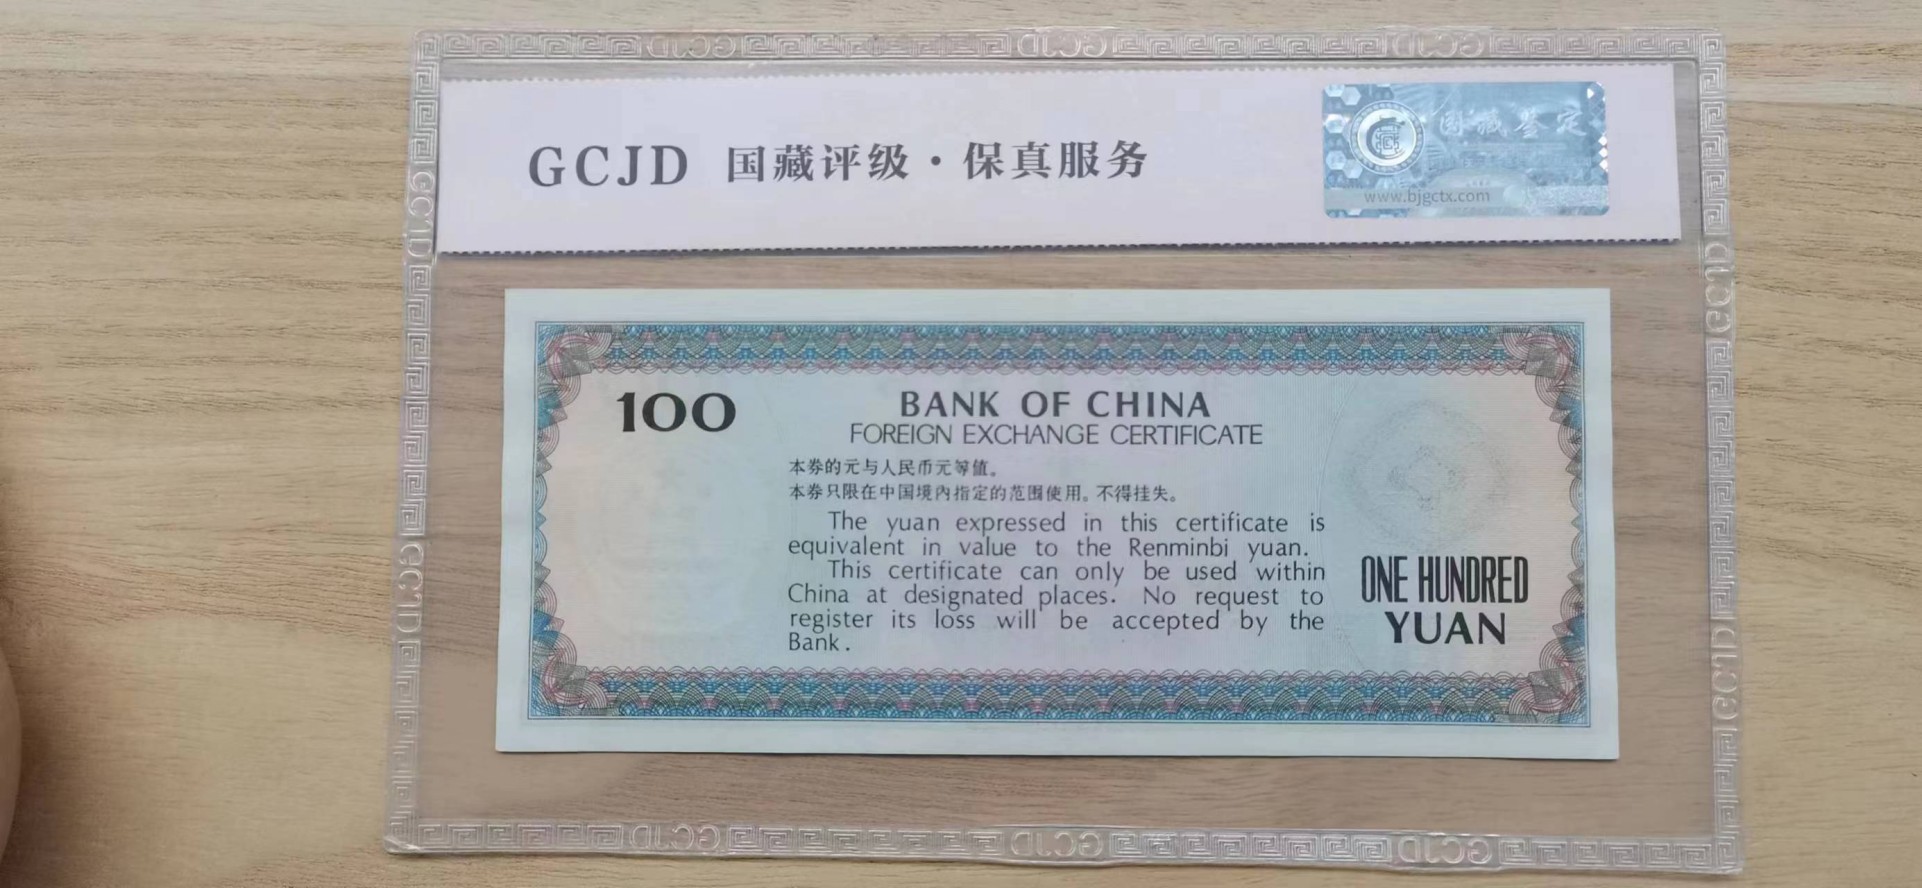 GCJD 国藏评级·保真服务
国藏鉴定
www.bjgctx.com
100
BANK OF CHINA
FOREIGN EXCHANGE CERTIFICATE
本券的元与人民币元等值。
本券只限在中国境内指定的范围使用。不得挂失。
The yuan expressed in this certificate is
equivalent in value to the Renminbi yuan.
This certificate can only be used within
China at designated places. No request to
register its loss will be accepted by the
Bank.
ONE HUNDRED
YUAN